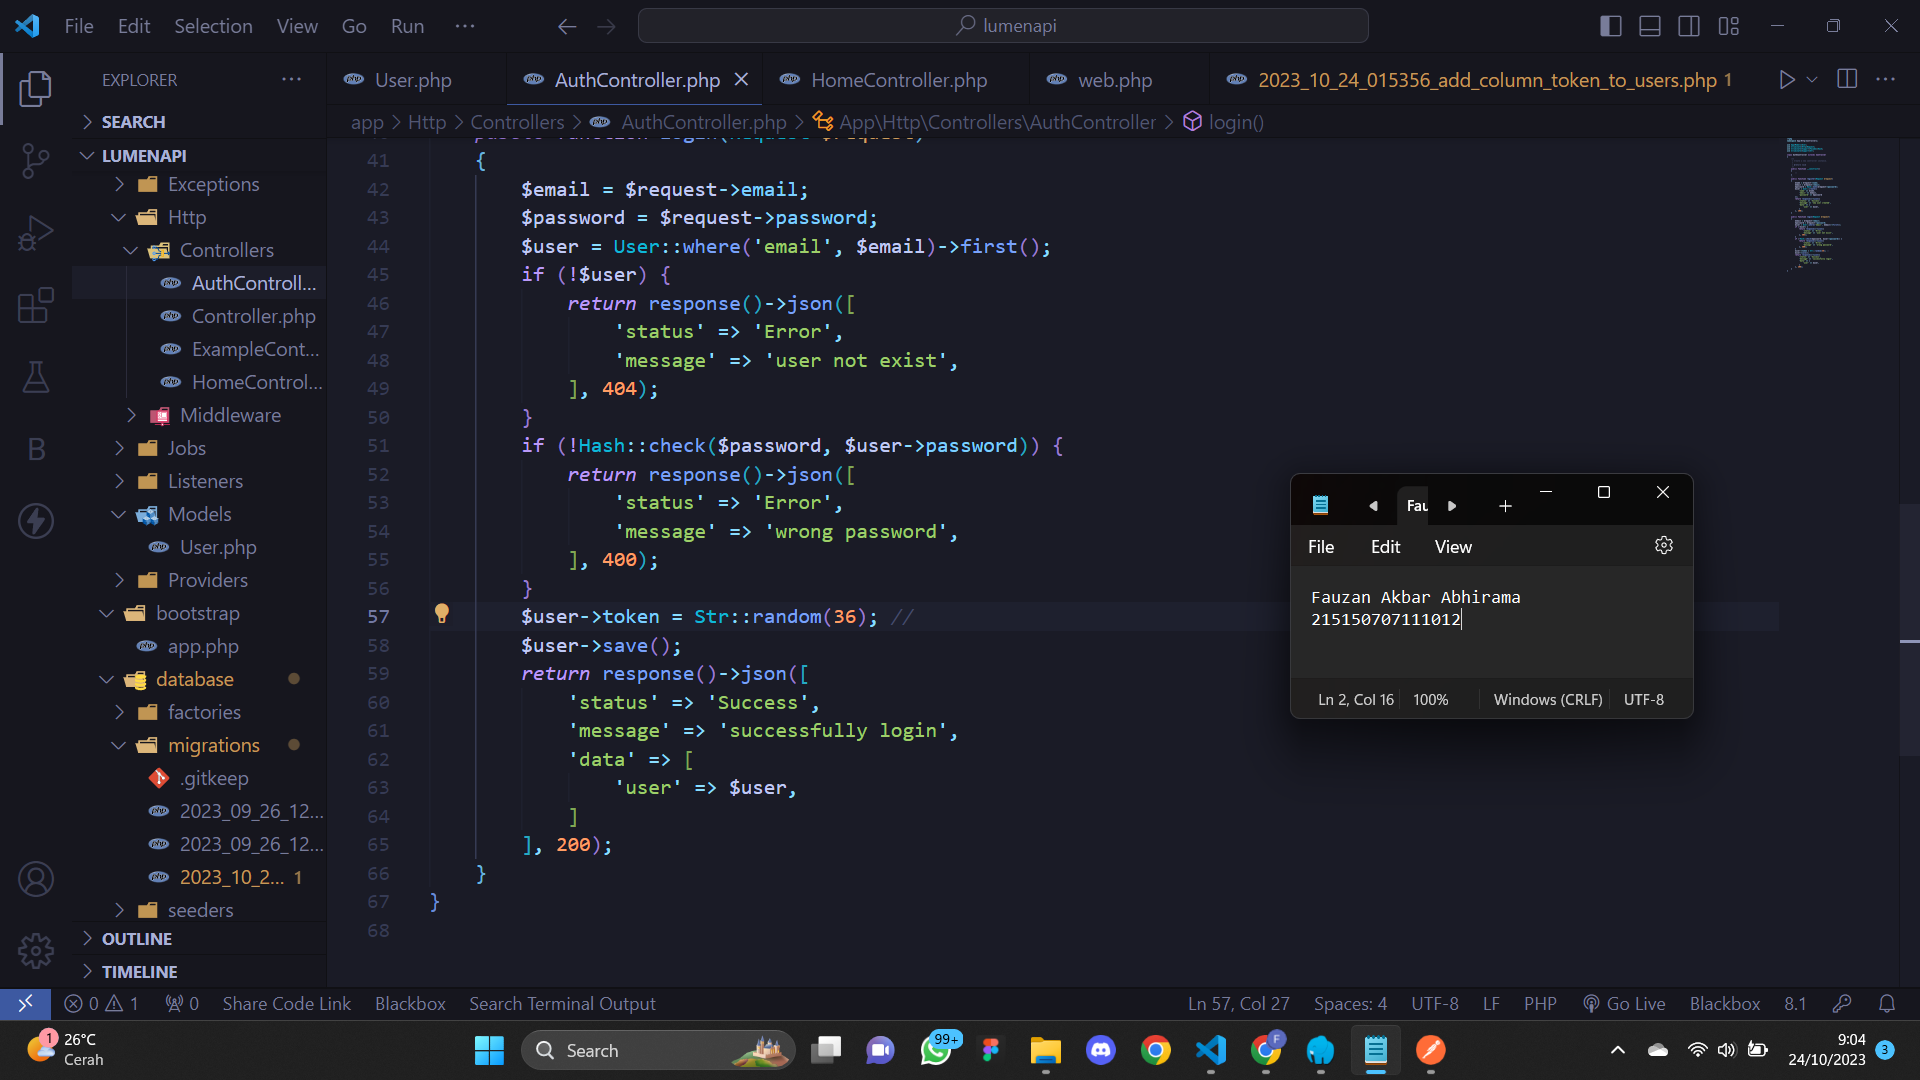 File Edit Selection View Go Run ···
lumenapi
EXPLORER
User.php
AuthController.php
HomeController.php
web.php
2023_10_24_015356_add_column_token_to_users.php 1
app > Http > Controllers > AuthController.php > App\Http\Controllers\AuthController > login()
SEARCH
LUMENAPI
Exceptions
Http
Controllers
AuthControll...
Controller.php
ExampleCont...
HomeControl...
Middleware
Jobs
Listeners
Models
User.php
Providers
bootstrap
app.php
database
factories
migrations
.gitkeep
2023_09_26_12...
2023_09_26_12...
2023_10_2... 1
seeders
OUTLINE
TIMELINE
41 {
42 $email = $request->email;
43 $password = $request->password;
44 $user = User::where('email', $email)->first();
45 if (!$user) {
46 return response()->json([
47 'status' => 'Error',
48 'message' => 'user not exist',
49 ], 404);
50 }
51 if (!Hash::check($password, $user->password)) {
52 return response()->json([
53 'status' => 'Error',
54 'message' => 'wrong password',
55 ], 400);
56 }
57 $user->token = Str::random(36); //
58 $user->save();
59 return response()->json([
60 'status' => 'Success',
61 'message' => 'successfully login',
62 'data' => [
63 'user' => $user,
64 ]
65 ], 200);
66 }
67 }
68
Fau
File Edit View
Fauzan Akbar Abhirama
215150707111012
Ln 2, Col 16 100% Windows (CRLF) UTF-8
0 1 0 Share Code Link Blackbox Search Terminal Output
Ln 57, Col 27 Spaces: 4 UTF-8 LF PHP Go Live Blackbox 8.1
1 26°C
Cerah
Search
99+
F
9:04
24/10/2023
3